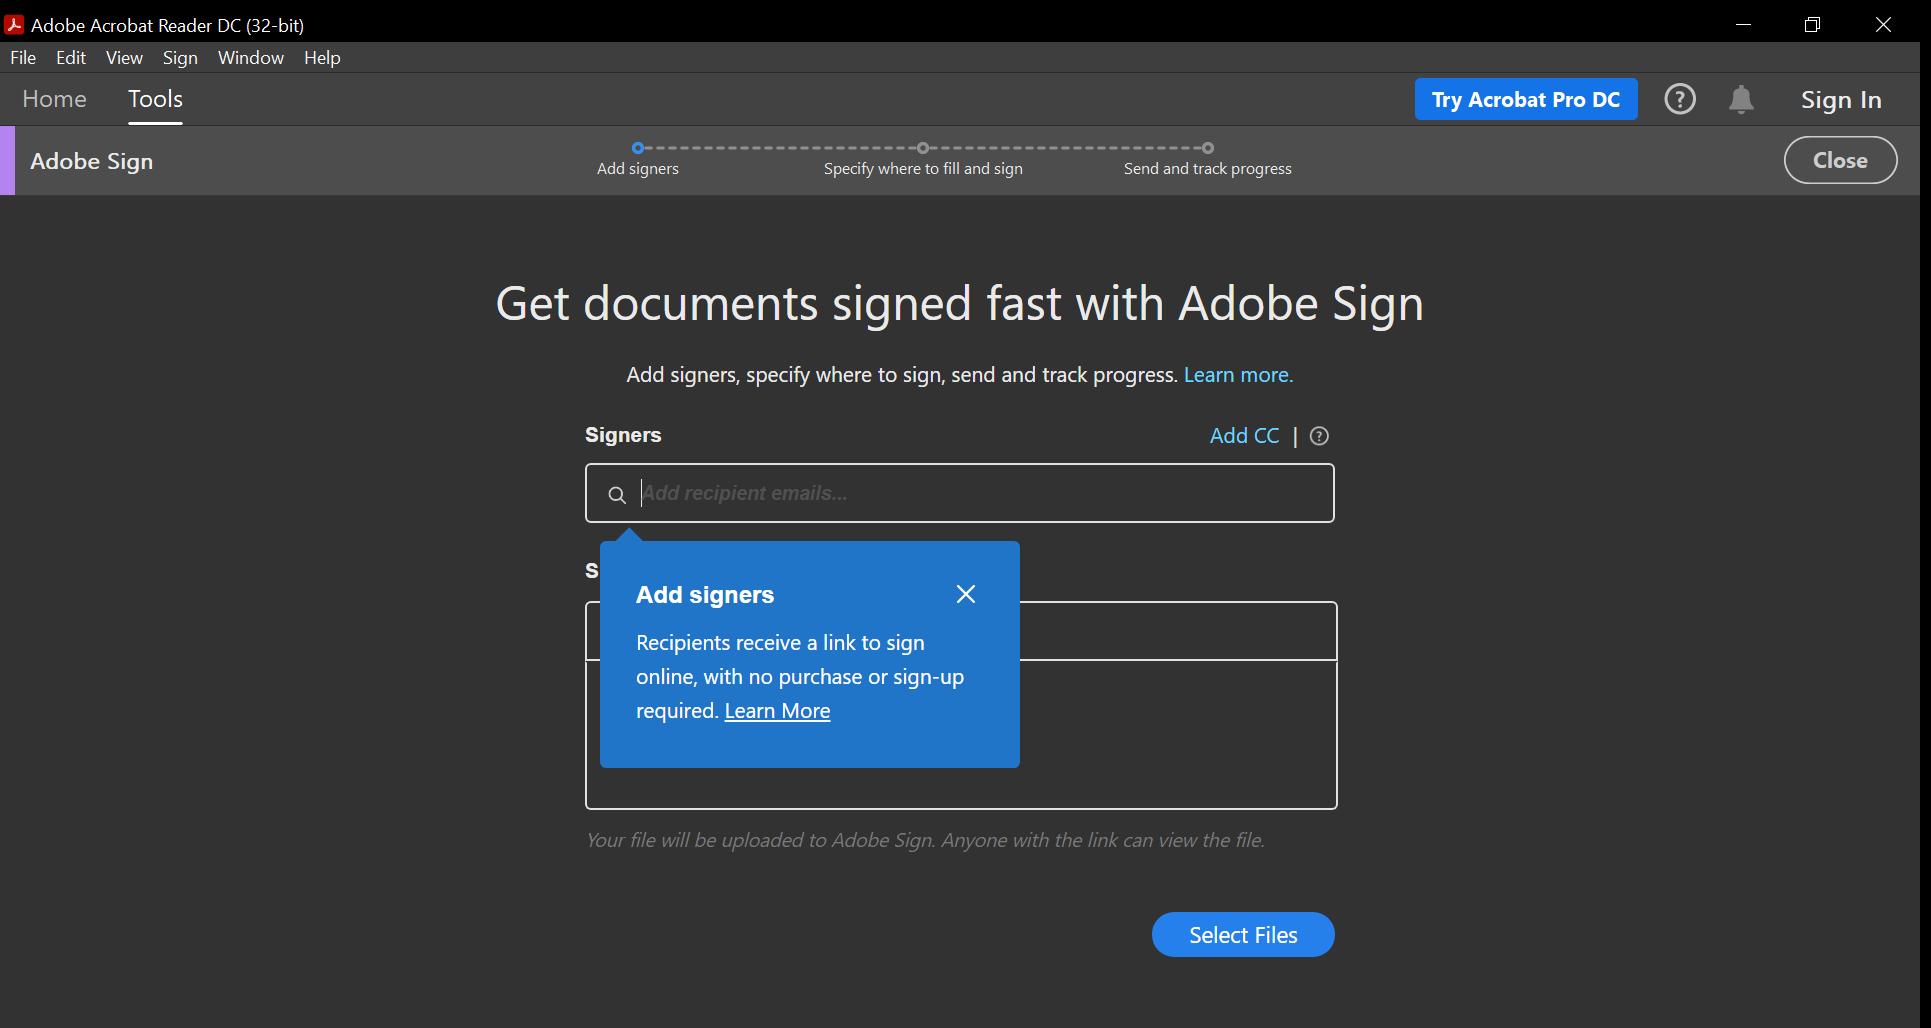 Adobe Acrobat Reader DC (32-bit)
File Edit View Sign Window Help
Home Tools Try Acrobat Pro DC Sign In
Adobe Sign Close
Add signers Specify where to fill and sign Send and track progress
Get documents signed fast with Adobe Sign
Add signers, specify where to sign, send and track progress. Learn more.
Signers Add CC |
Add recipient emails...
S
Add signers
Recipients receive a link to sign
online, with no purchase or sign-up
required. Learn More
Your file will be uploaded to Adobe Sign. Anyone with the link can view the file.
Select Files